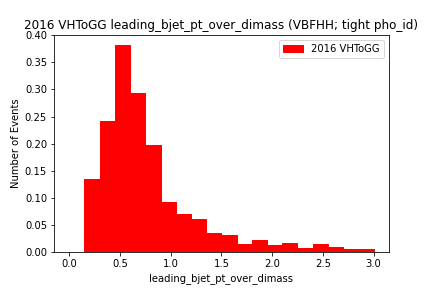 2016 VHToGG leading_bjet_pt_over_dimass (VBFHH; tight pho_id)
2016 VHToGG
Number of Events
0.40
0.35
0.30
0.25
0.20
0.15
0.10
0.05
0.00
0.0 0.5 1.0 1.5 2.0 2.5 3.0
leading_bjet_pt_over_dimass